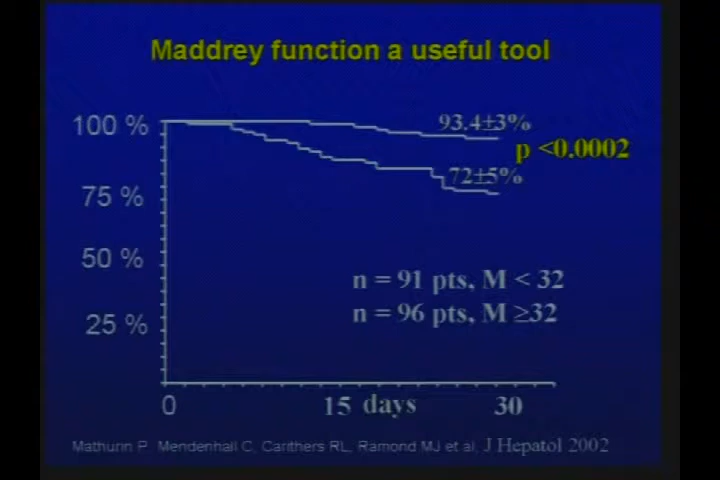 Maddrey function a useful tool
100 %
93.4±3%
p <0.0002
72±5%
75 %
50 %
n = 91 pts, M < 32
n = 96 pts, M ≥32
25 %
0
15 days
30
Mathurin P, Mendenhall C, Carithers RL, Ramond MJ et al, J Hepatol 2002